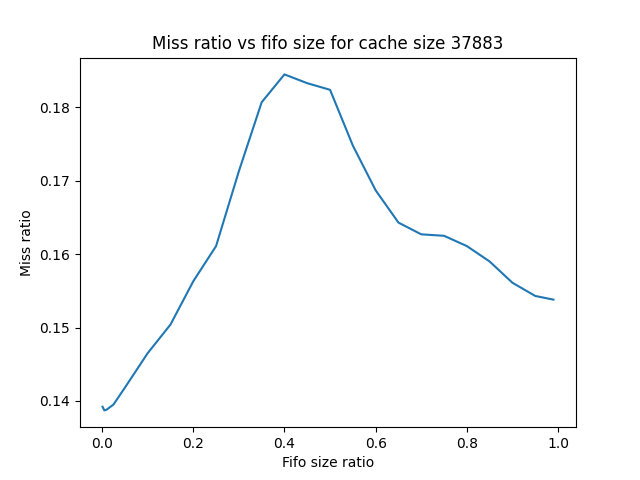 Miss ratio vs fifo size for cache size 37883
0.18
0.17
0.16
0.15
0.14
Miss ratio
0.0 0.2 0.4 0.6 0.8 1.0
Fifo size ratio